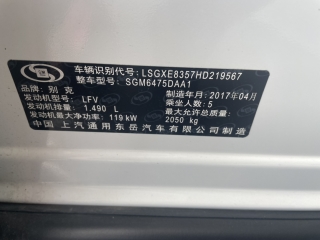 车辆识别代号: LSGXE8357HD219567
整车型号: SGM6475DAA1
品牌: 别克 制造年月: 2017年04月
发动机型号: LFV 乘坐人数: 5
发动机排量: 1.490 L 最大允许总质量:
发动机最大净功率: 119 kW 2050 kg
中国 上汽通用东岳汽车有限公司